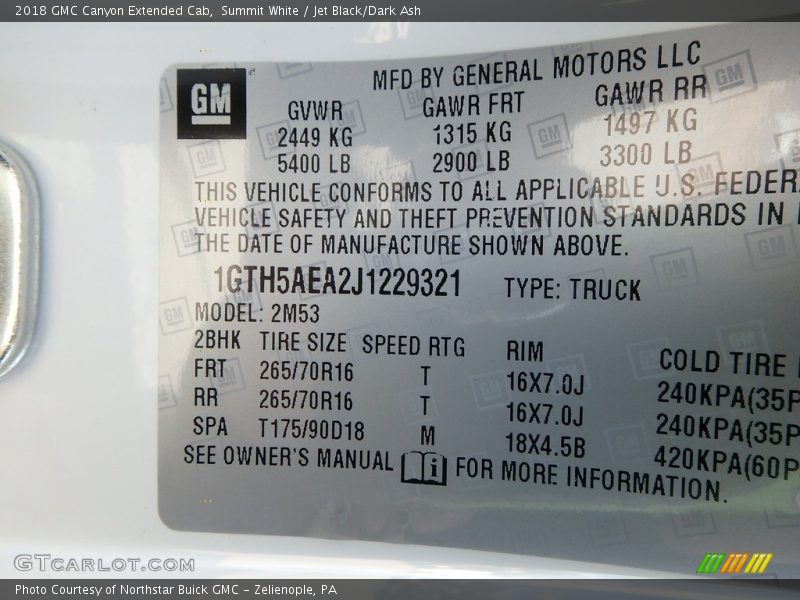 2018 GMC Canyon Extended Cab, Summit White / Jet Black/Dark Ash
GM
MFD BY GENERAL MOTORS LLC
GVWR GAWR FRT GAWR RR
2449 KG 1315 KG 1497 KG
5400 LB 2900 LB 3300 LB
THIS VEHICLE CONFORMS TO ALL APPLICABLE U.S. FEDER
VEHICLE SAFETY AND THEFT PREVENTION STANDARDS IN
THE DATE OF MANUFACTURE SHOWN ABOVE.
1GTH5AEA2J1229321 TYPE: TRUCK
MODEL: 2M53
2BHK TIRE SIZE SPEED RTG RIM COLD TIRE
FRT 265/70R16 T 16X7.0J 240KPA(35P
RR 265/70R16 T 16X7.0J 240KPA(35P
SPA T175/90D18 M 18X4.5B 420KPA(60P
SEE OWNER'S MANUAL i FOR MORE INFORMATION.
GTCARLOT.COM
Photo Courtesy of Northstar Buick GMC - Zelienople, PA